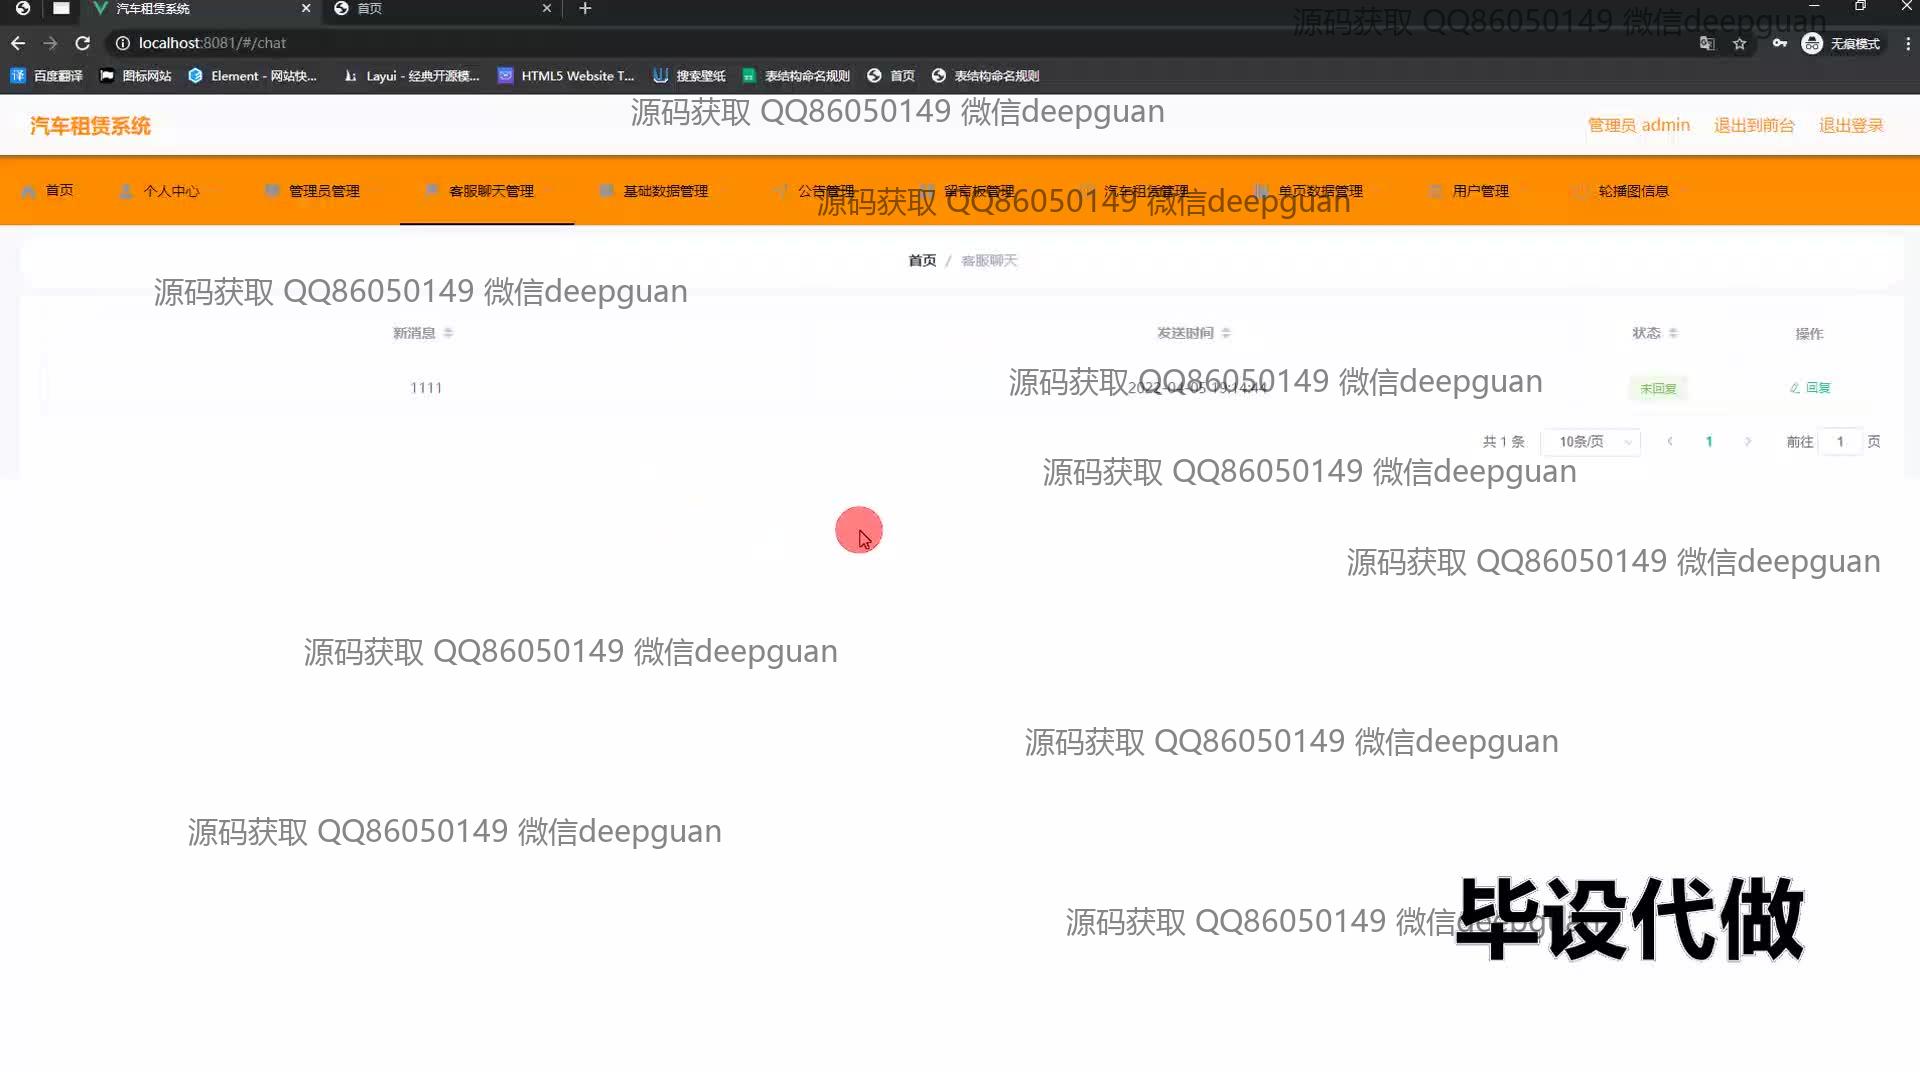 汽车租赁系统
首页
源码获取 QQ86050149 微信deepguan
localhost:8081/#/chat
无痕模式
百度翻译
图标网站
Element - 网站快...
Layui - 经典开源模...
HTML5 Website T...
搜索壁纸
表结构命名规则
首页
表结构命名规则
源码获取 QQ86050149 微信deepguan
汽车租赁系统
管理员 admin
退出到前台
退出登录
首页
个人中心
管理员管理
客服聊天管理
基础数据管理
公告管理
留言板管理
汽车租赁管理
单页数据管理
用户管理
轮播图信息
源码获取 QQ86050149 微信deepguan
首页 / 客服聊天
源码获取 QQ86050149 微信deepguan
新消息
发送时间
状态
操作
1111
2022-04-05 19:14:44
未回复
回复
源码获取 QQ86050149 微信deepguan
共 1 条
10条/页
1
前往
1
页
源码获取 QQ86050149 微信deepguan
源码获取 QQ86050149 微信deepguan
源码获取 QQ86050149 微信deepguan
源码获取 QQ86050149 微信deepguan
源码获取 QQ86050149 微信deepguan
源码获取 QQ86050149 微信deepguan
毕设代做